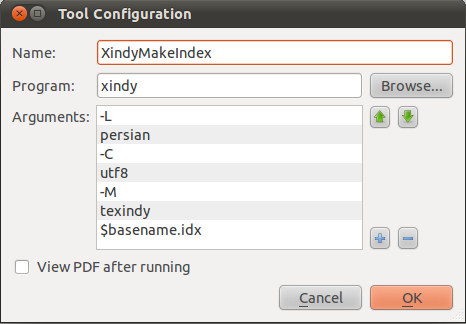 Tool Configuration
Name: XindyMakeIndex
Program: xindy Browse...
Arguments: -L
persian
-C
utf8
-M
texindy
$basename.idx
View PDF after running
Cancel OK